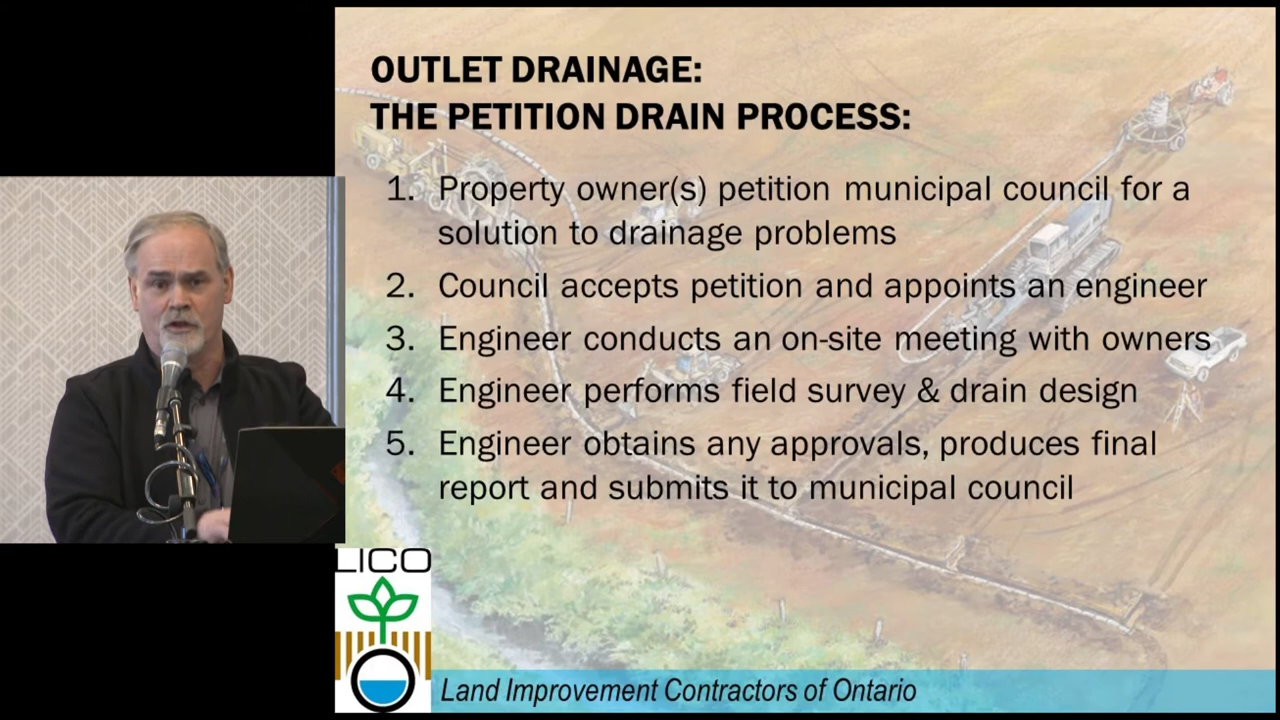 OUTLET DRAINAGE:
THE PETITION DRAIN PROCESS:
1. Property owner(s) petition municipal council for a
solution to drainage problems
2. Council accepts petition and appoints an engineer
3. Engineer conducts an on-site meeting with owners
4. Engineer performs field survey & drain design
5. Engineer obtains any approvals, produces final
report and submits it to municipal council
LICO
Land Improvement Contractors of Ontario